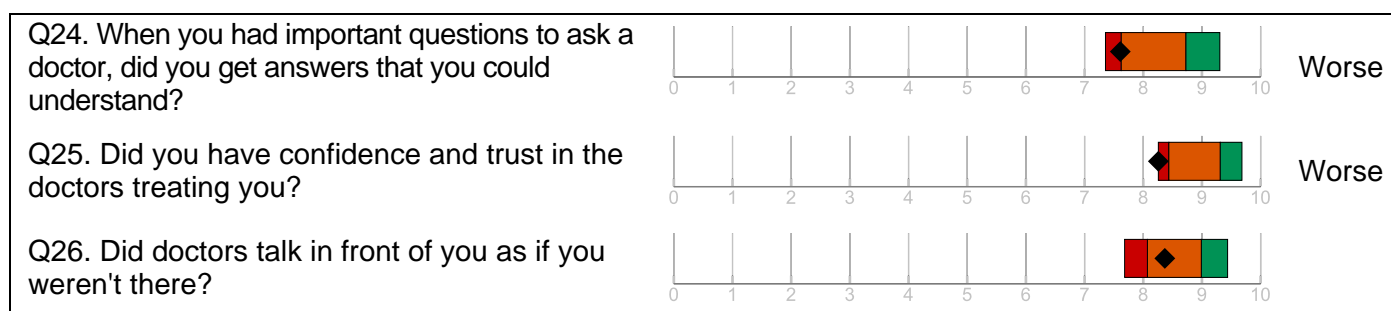 Q24. When you had important questions to ask a
doctor, did you get answers that you could
understand?
0 1 2 3 4 5 6 7 8 9 10
Worse
Q25. Did you have confidence and trust in the
doctors treating you?
0 1 2 3 4 5 6 7 8 9 10
Worse
Q26. Did doctors talk in front of you as if you
weren't there?
0 1 2 3 4 5 6 7 8 9 10